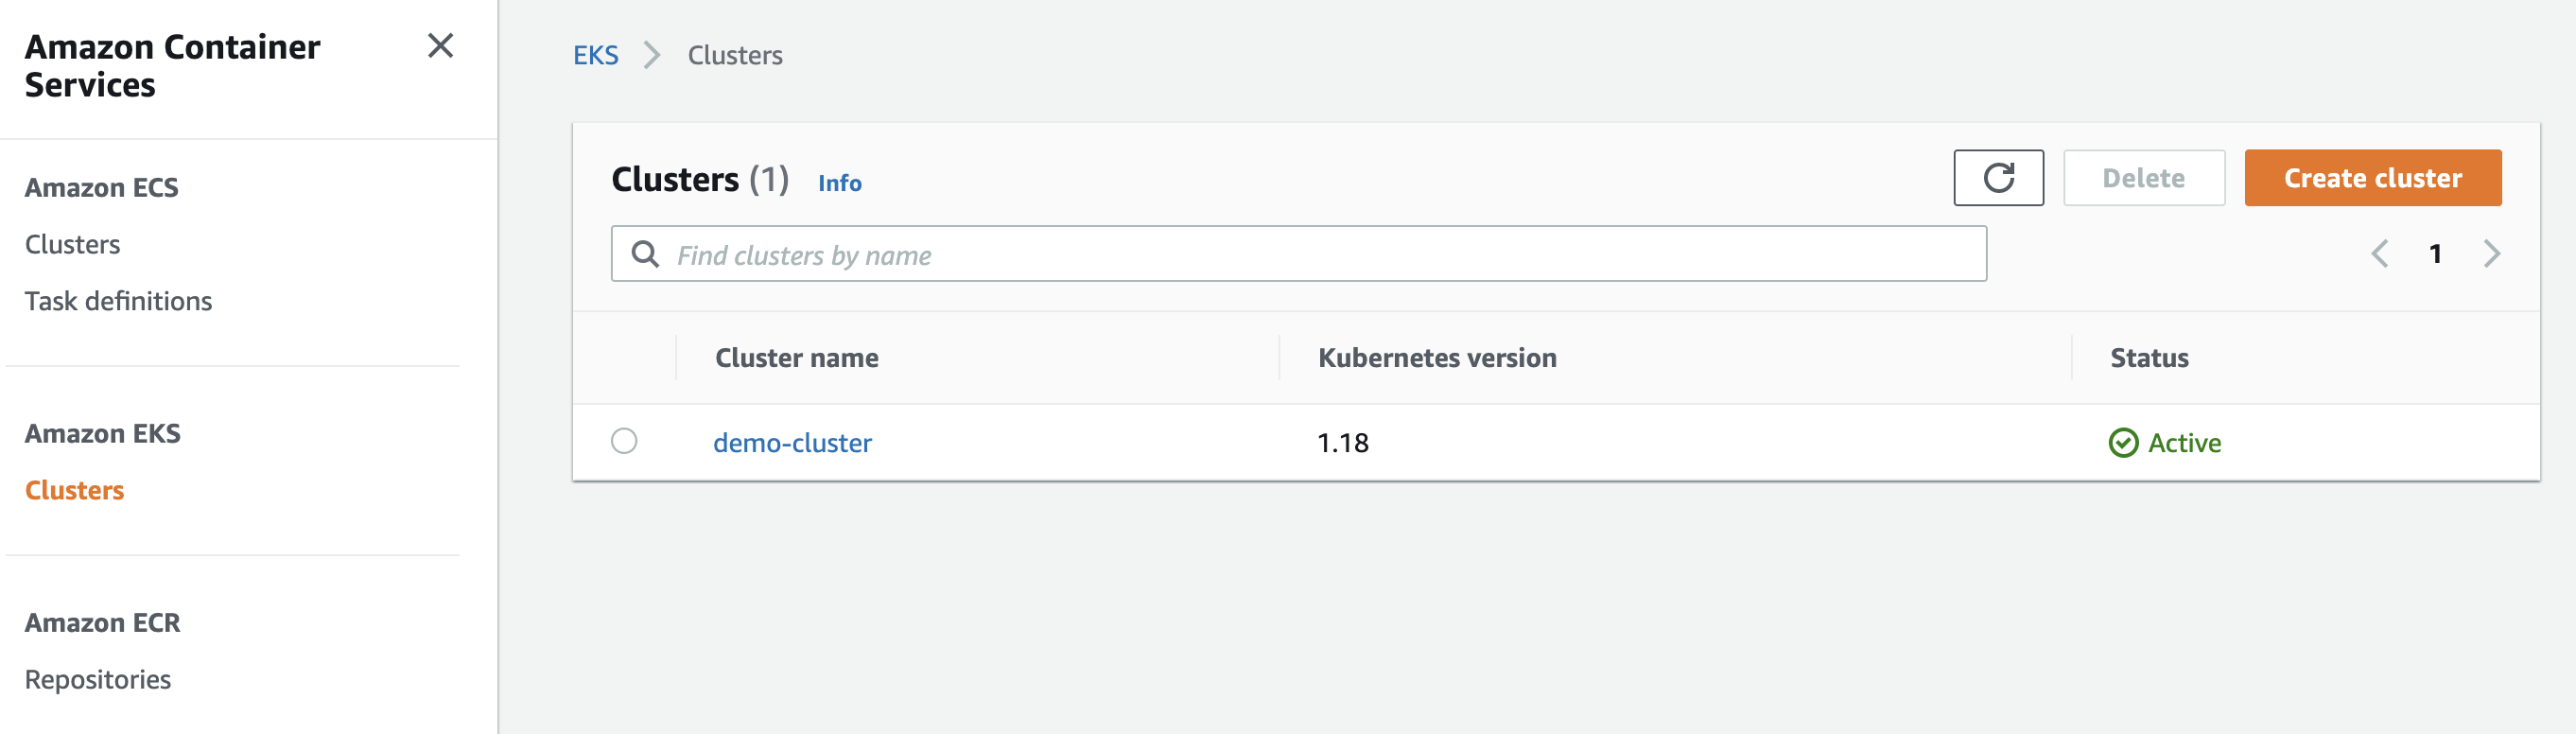 Amazon Container
Services
Amazon ECS
Clusters
Task definitions
Amazon EKS
Clusters
Amazon ECR
Repositories
EKS Clusters
Clusters (1) Info
Delete
Create cluster
Find clusters by name
1
Cluster name Kubernetes version Status
demo-cluster 1.18 Active